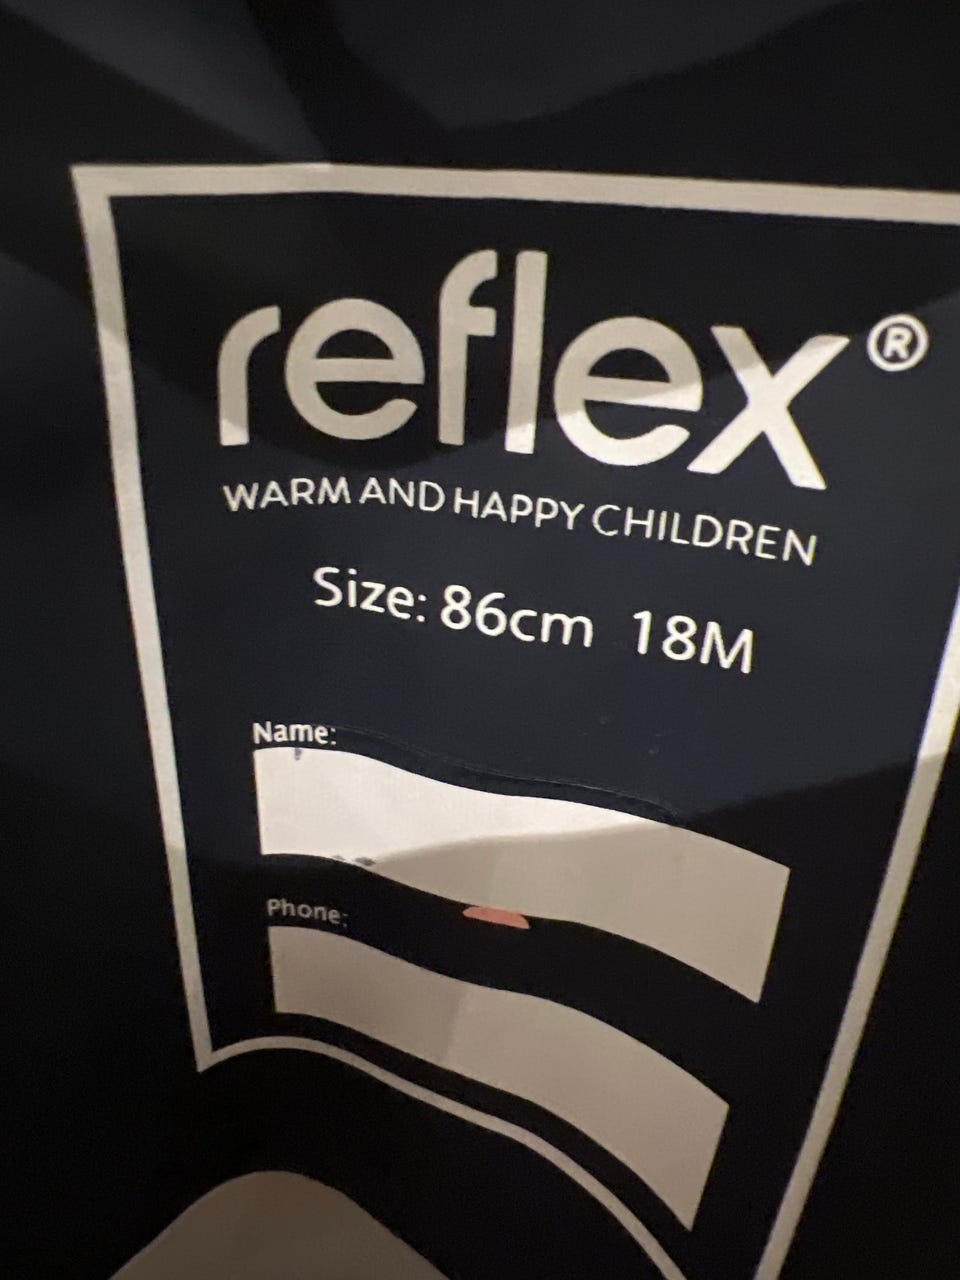 reflex®
WARM AND HAPPY CHILDREN
Size: 86cm 18M
Name:
Phone: